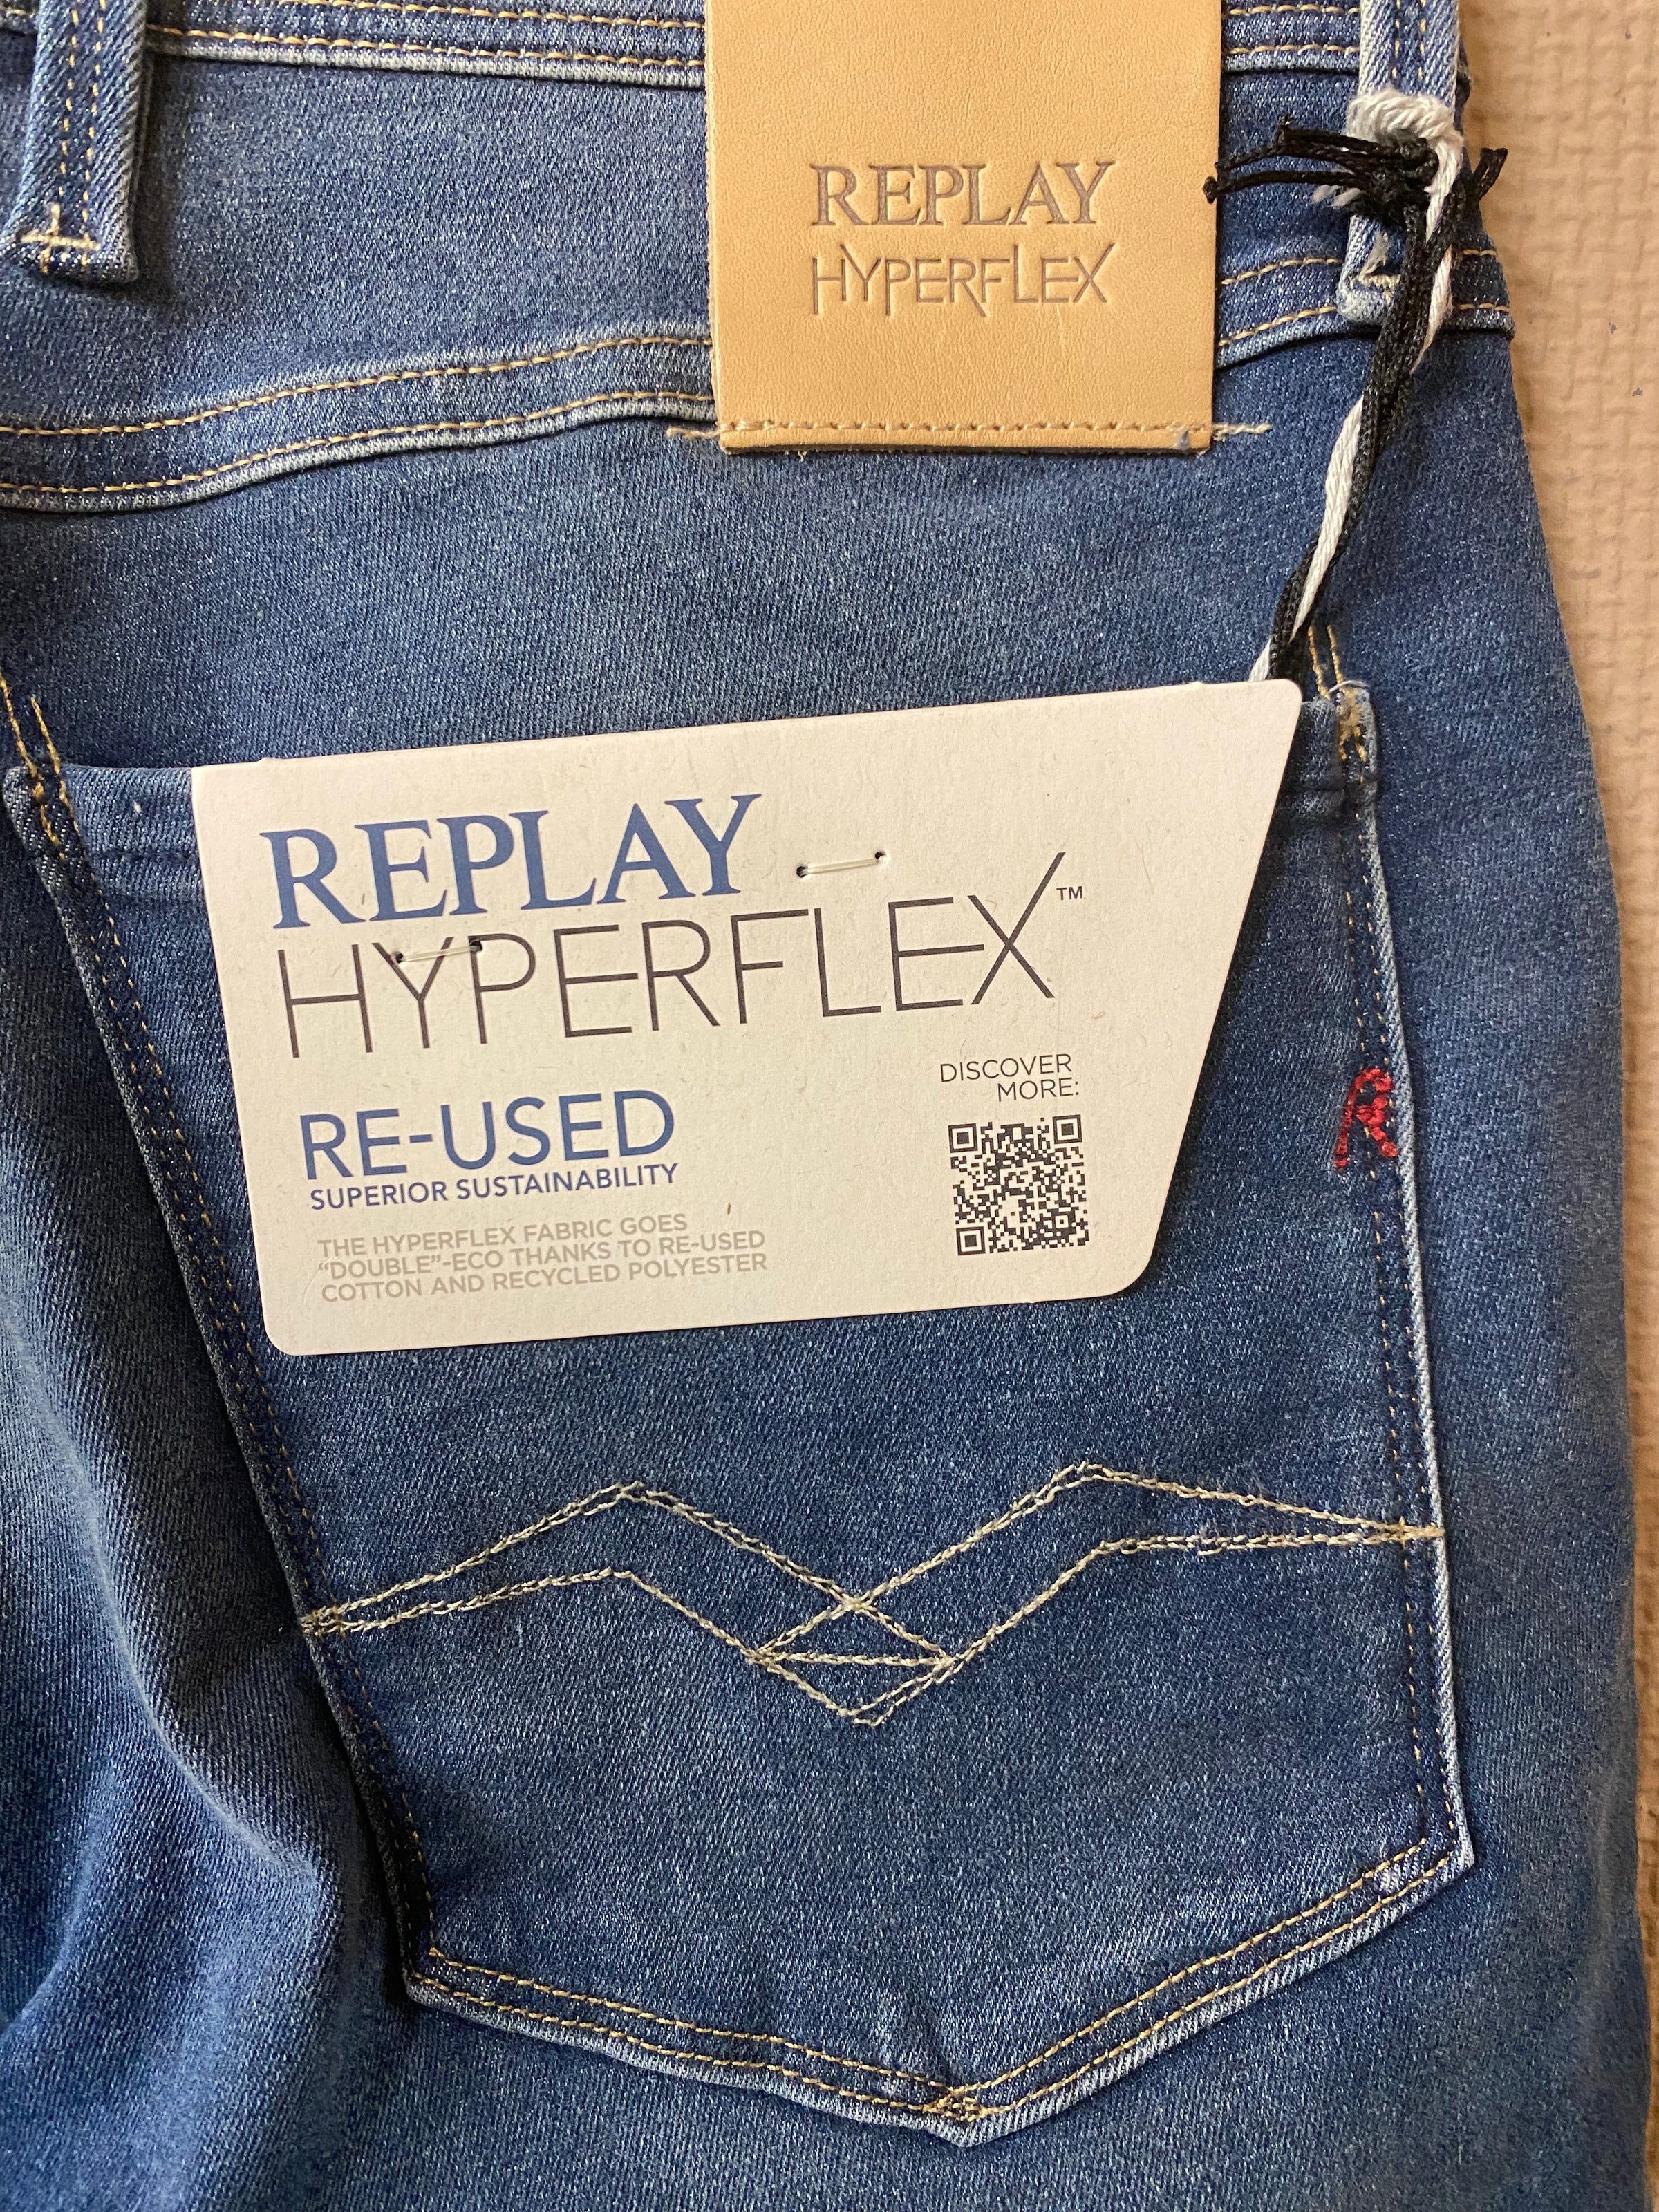 REPLAY
HYPERFLEX
REPLAY
HYPERFLEX™
RE-USED
SUPERIOR SUSTAINABILITY
THE HYPERFLEX FABRIC GOES
“DOUBLE”-ECO THANKS TO RE-USED
COTTON AND RECYCLED POLYESTER
DISCOVER
MORE:
R